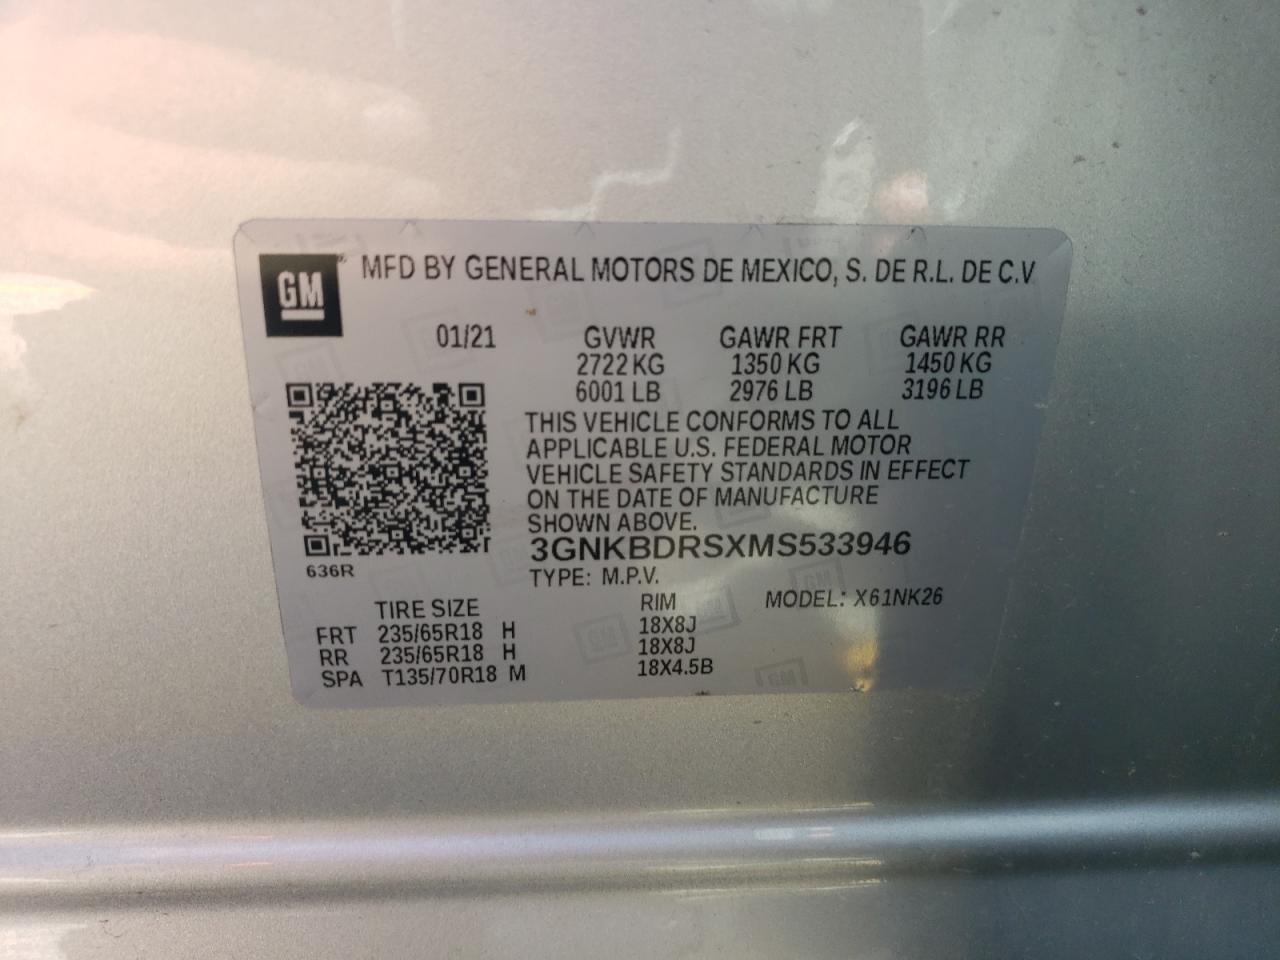 GM ® MFD BY GENERAL MOTORS DE MEXICO, S. DE R.L. DE C.V
01/21 GVWR GAWR FRT GAWR RR
2722 KG 1350 KG 1450 KG
6001 LB 2976 LB 3196 LB
THIS VEHICLE CONFORMS TO ALL
APPLICABLE U.S. FEDERAL MOTOR
VEHICLE SAFETY STANDARDS IN EFFECT
ON THE DATE OF MANUFACTURE
SHOWN ABOVE.
3GNKBDRSXMS533946
636R TYPE: M.P.V.
TIRE SIZE RIM MODEL: X61NK26
FRT 235/65R18 H 18X8J
RR 235/65R18 H 18X8J
SPA T135/70R18 M 18X4.5B